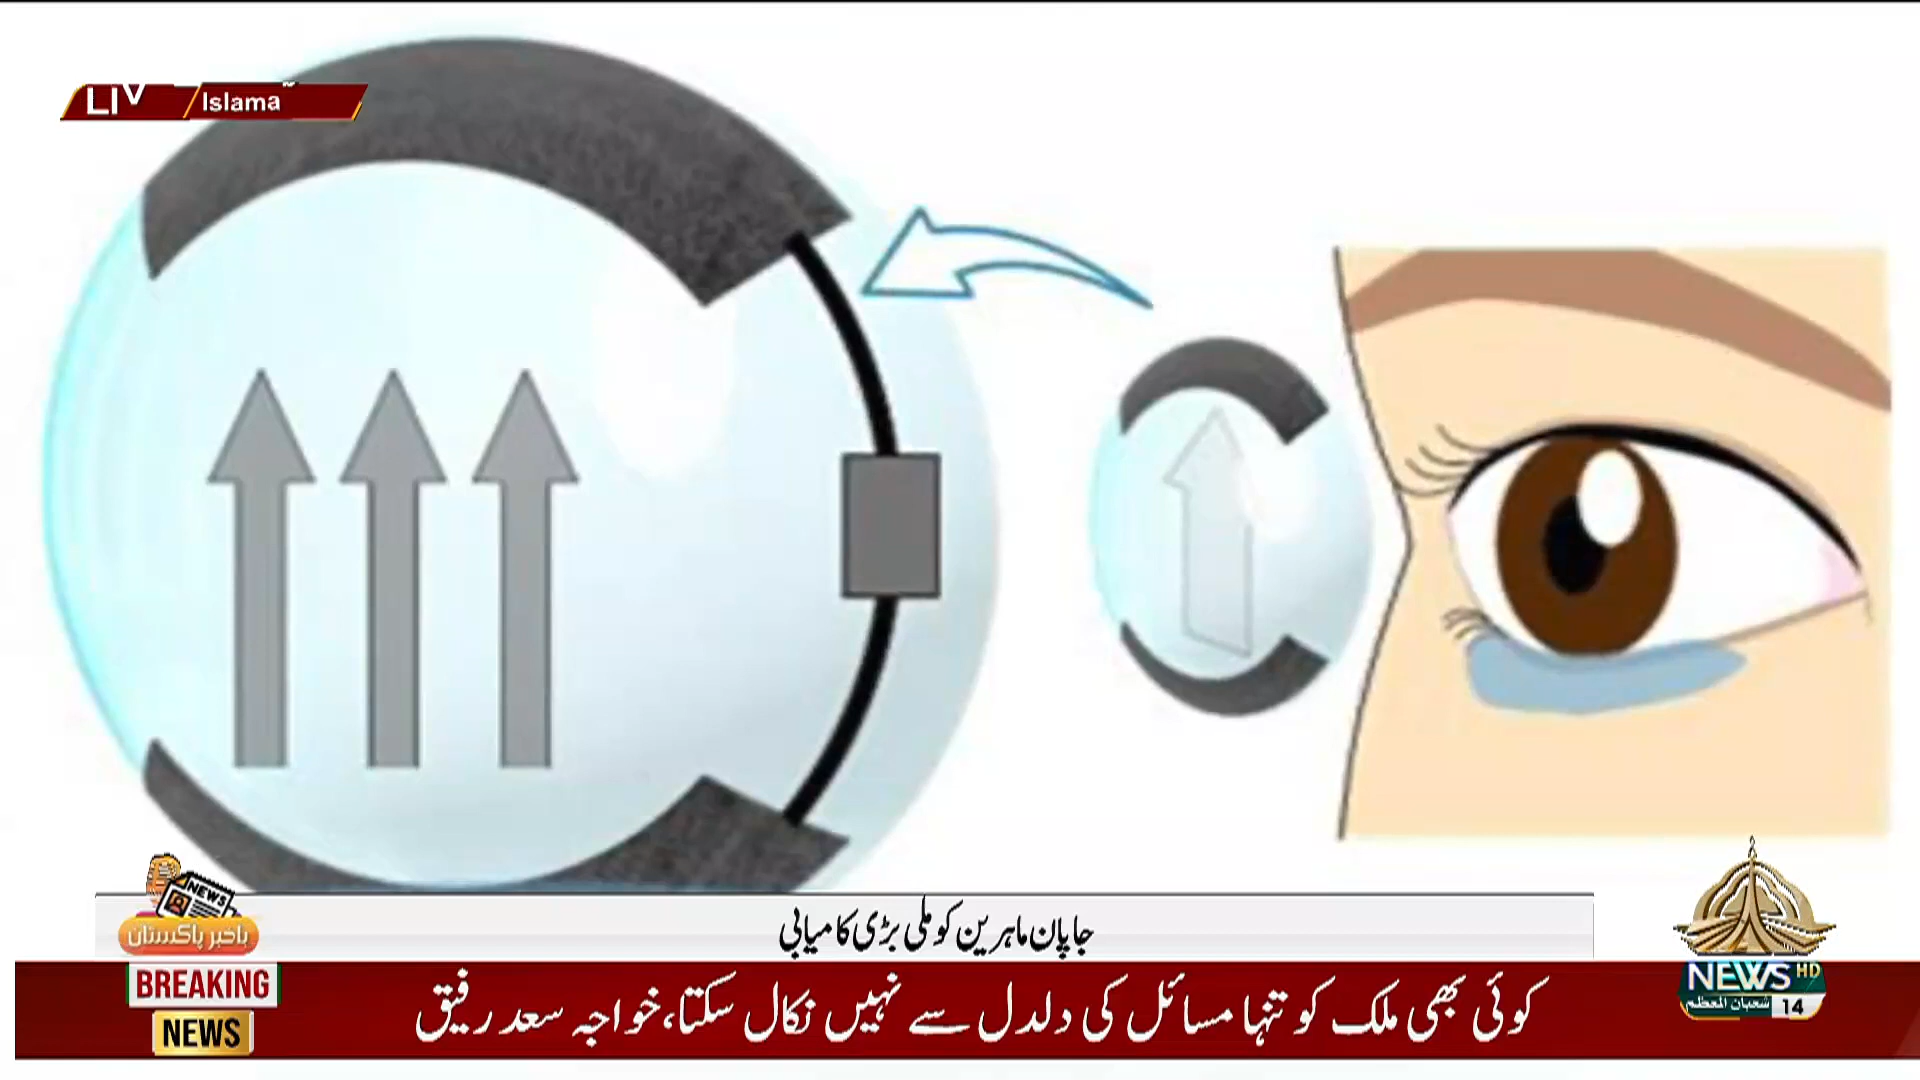 LIV
Islama
NEWS
باخبر پاکستان
جاپان ماہرین کو ملی بڑی کامیابی
BREAKING
NEWS
کوئی بھی ملک کو تنہا مسائل کی دلدل سے نہیں نکال سکتا، خواجہ سعد رفیق
NEWS HD
شعبان المعظم 14